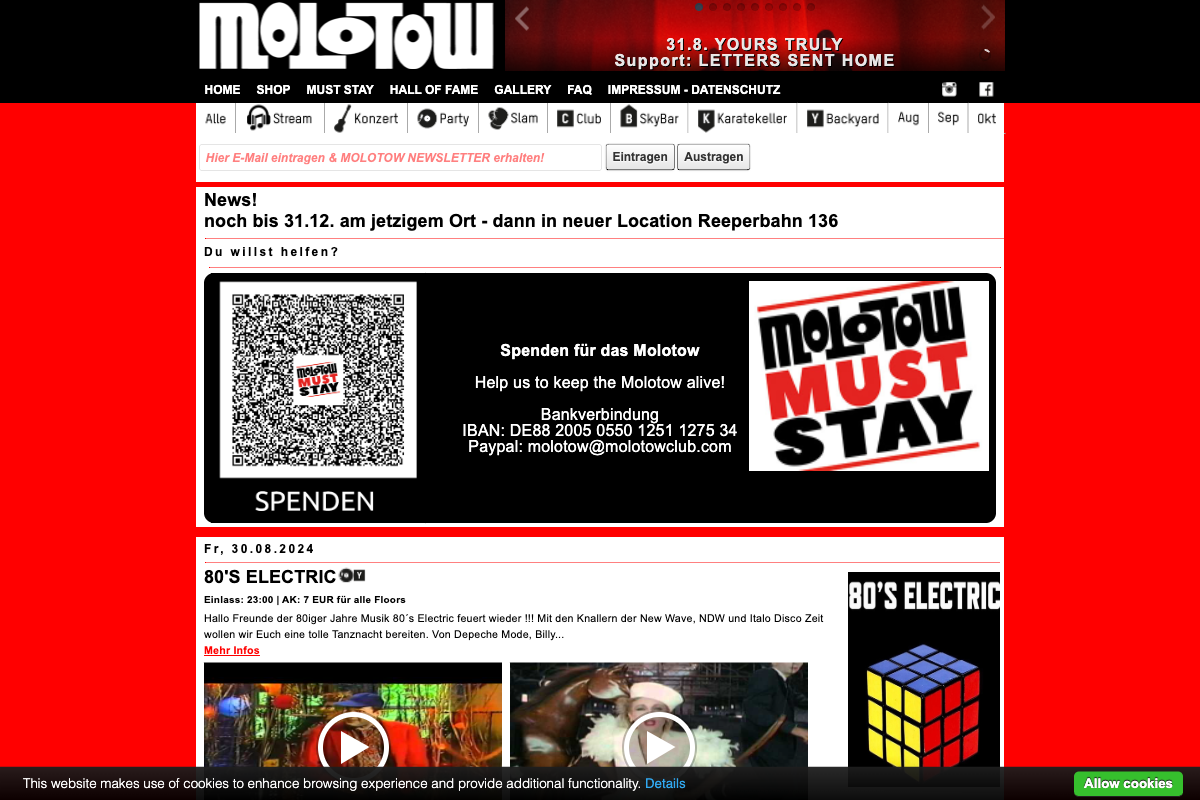 MOLOTOW
31.8. YOURS TRULY
Support: LETTERS SENT HOME
HOME SHOP MUST STAY HALL OF FAME GALLERY FAQ IMPRESSUM - DATENSCHUTZ
Alle Stream Konzert Party Slam C Club B SkyBar K Karatekeller Y Backyard Aug Sep Okt
Hier E-Mail eintragen & MOLOTOW NEWSLETTER erhalten! Eintragen Austragen
News!
noch bis 31.12. am jetzigem Ort - dann in neuer Location Reeperbahn 136
Du willst helfen?
MOLOTOW
MUST
STAY
SPENDEN
Spenden für das Molotow
Help us to keep the Molotow alive!
Bankverbindung
IBAN: DE88 2005 0550 1251 1275 34
Paypal: molotow@molotowclub.com
MOLOTOW
MUST
STAY
Fr, 30.08.2024
80'S ELECTRIC Y
Einlass: 23:00 | AK: 7 EUR für alle Floors
Hallo Freunde der 80iger Jahre Musik 80´s Electric feuert wieder !!! Mit den Knallern der New Wave, NDW und Italo Disco Zeit
wollen wir Euch eine tolle Tanznacht bereiten. Von Depeche Mode, Billy...
Mehr Infos
80'S ELECTRIC
This website makes use of cookies to enhance browsing experience and provide additional functionality. Details
Allow cookies